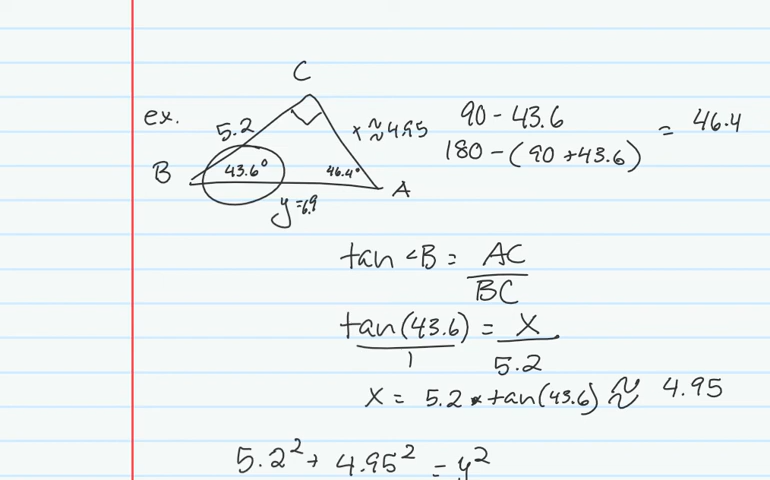 C
ex.
5.2
x ≈ 4.95
90 - 43.6
180 - (90 + 43.6)
= 46.4
B
43.6°
46.4°
A
y = 6.9
tan <B = AC/BC
tan(43.6)/1 = X/5.2
X = 5.2 * tan(43.6) ≈ 4.95
5.2² + 4.95² = y²